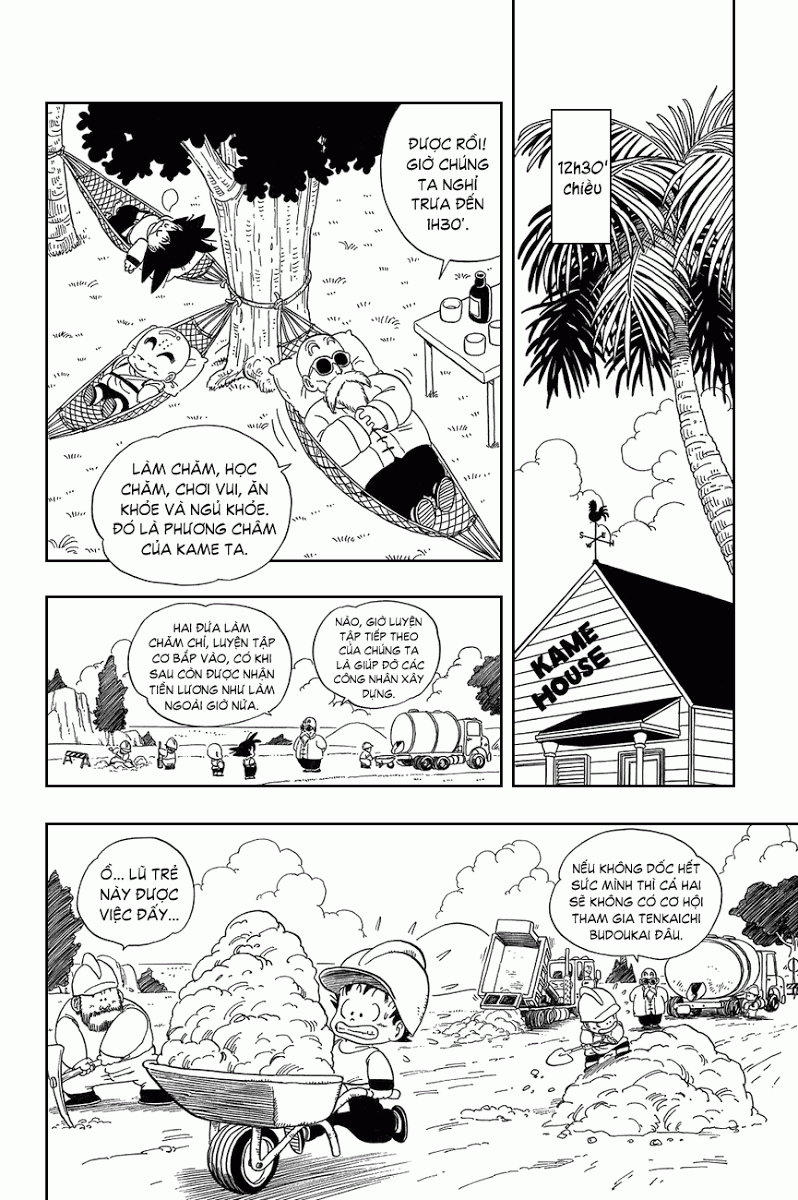 12h30'
chiều
KAME
HOUSE
ĐƯỢC RỒI!
GIỜ CHÚNG
TA NGHỈ
TRƯA ĐẾN
1H30'.
LÀM CHĂM, HỌC
CHĂM, CHƠI VUI, ĂN
KHỎE VÀ NGỦ KHỎE.
ĐÓ LÀ PHƯƠNG CHÂM
CỦA KAME TA.
NÀO, GIỜ LUYỆN
TẬP TIẾP THEO
CỦA CHÚNG TA
LÀ GIÚP ĐỠ CÁC
CÔNG NHÂN XÂY
DỰNG.
HAI ĐỨA LÀM
CHĂM CHỈ, LUYỆN TẬP
CƠ BẮP VÀO, CÓ KHI
SAU CÒN ĐƯỢC NHẬN
TIỀN LƯƠNG NHƯ LÀM
NGOÀI GIỜ NỮA.
NẾU KHÔNG DỐC HẾT
SỨC MÌNH THÌ CẢ HAI
SẼ KHÔNG CÓ CƠ HỘI
THAM GIA TENKAICHI
BUDOUKAI ĐÂU.
Ồ... LŨ TRẺ
NÀY ĐƯỢC
VIỆC ĐẤY...